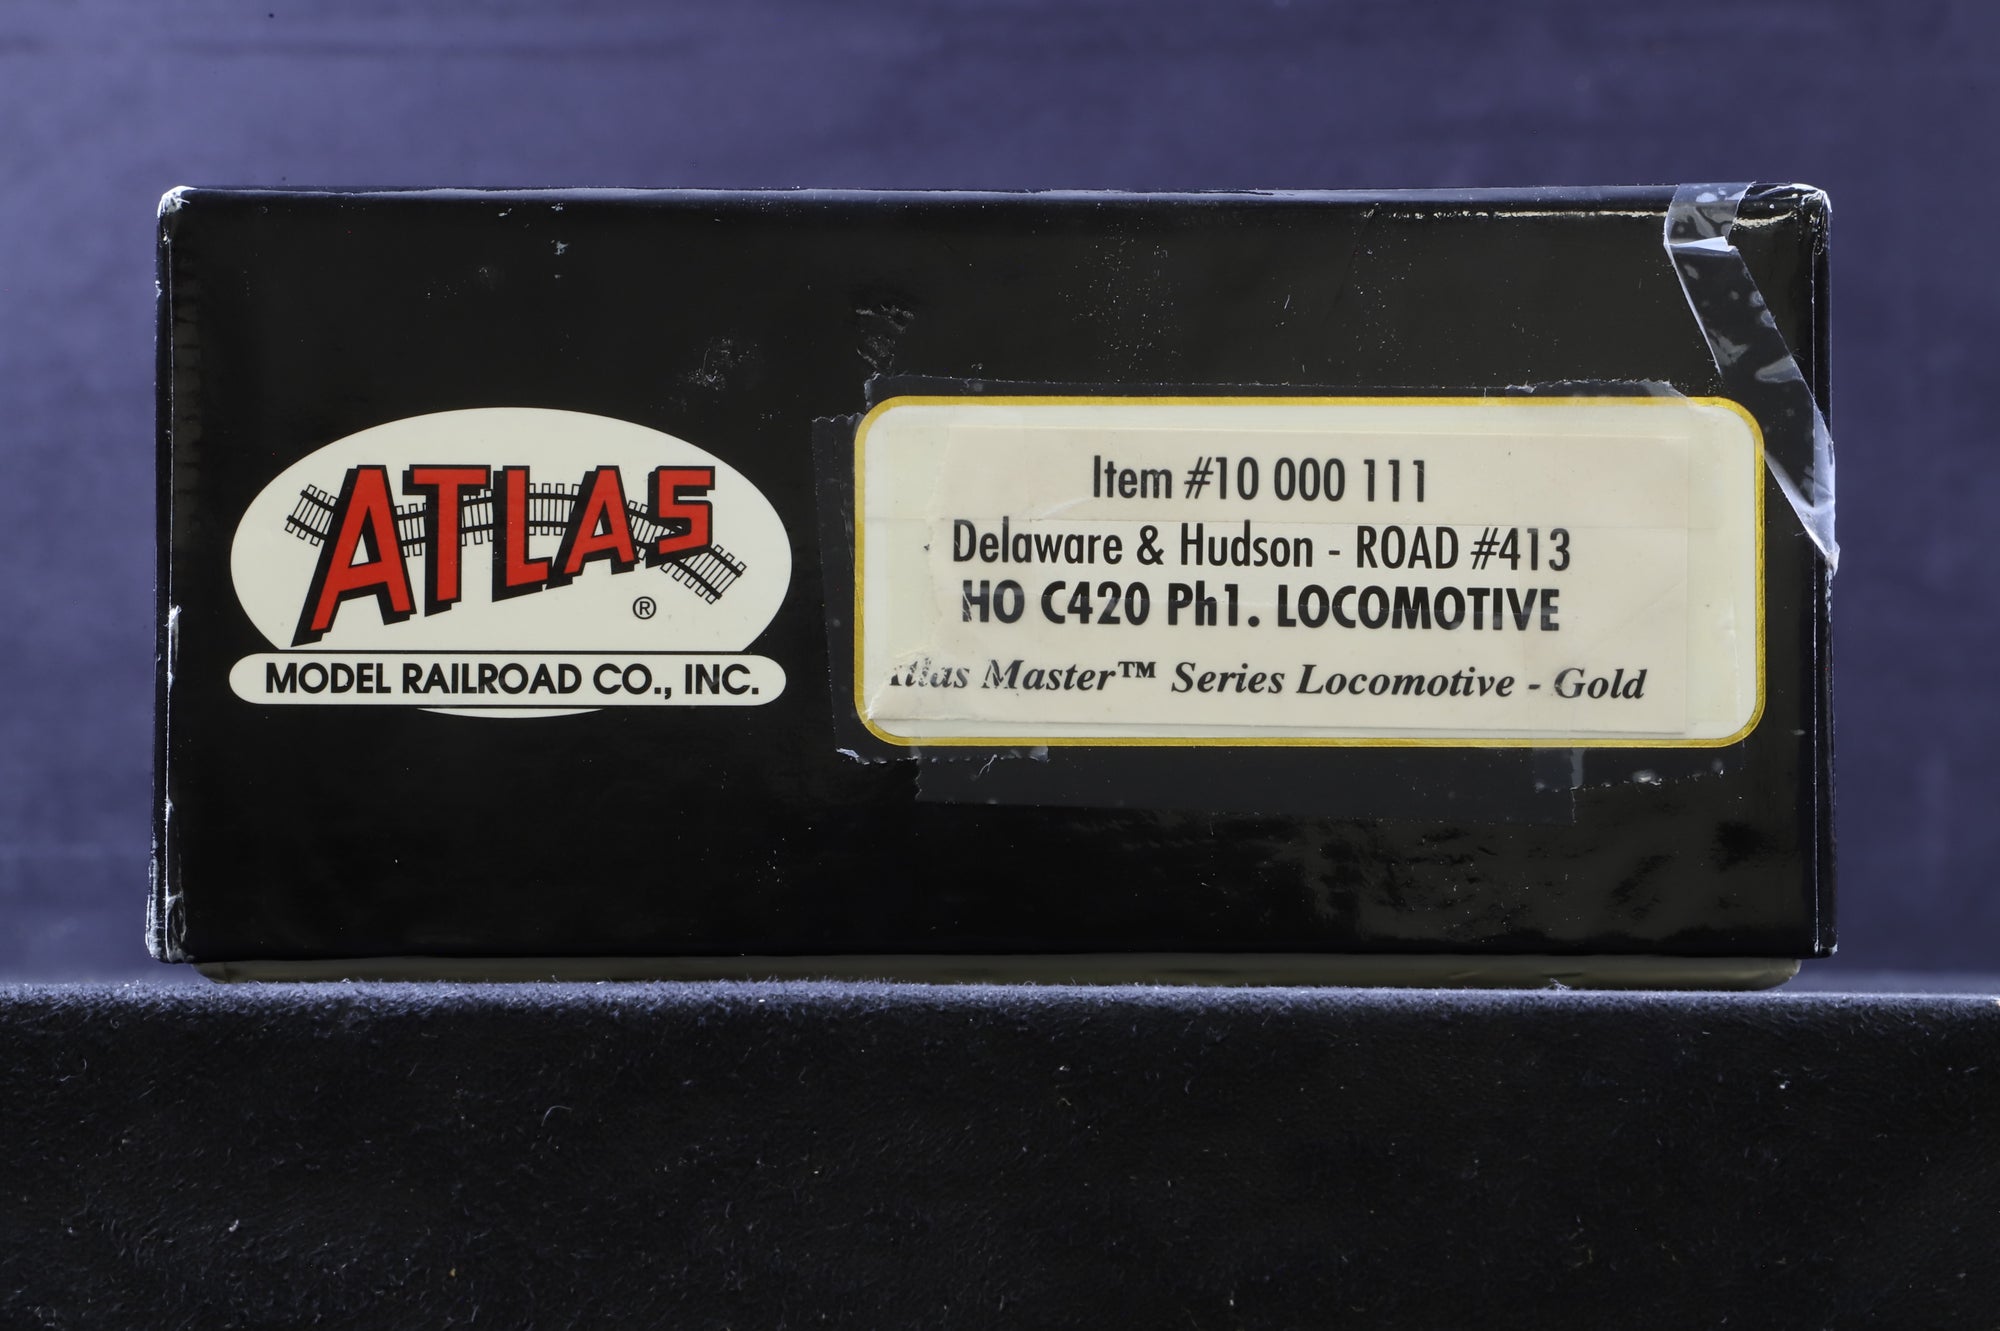 ATLAS
®
MODEL RAILROAD CO., INC.
Item #10 000 111
Delaware & Hudson - ROAD #413
HO C420 Ph1. LOCOMOTIVE
Atlas Master™ Series Locomotive - Gold